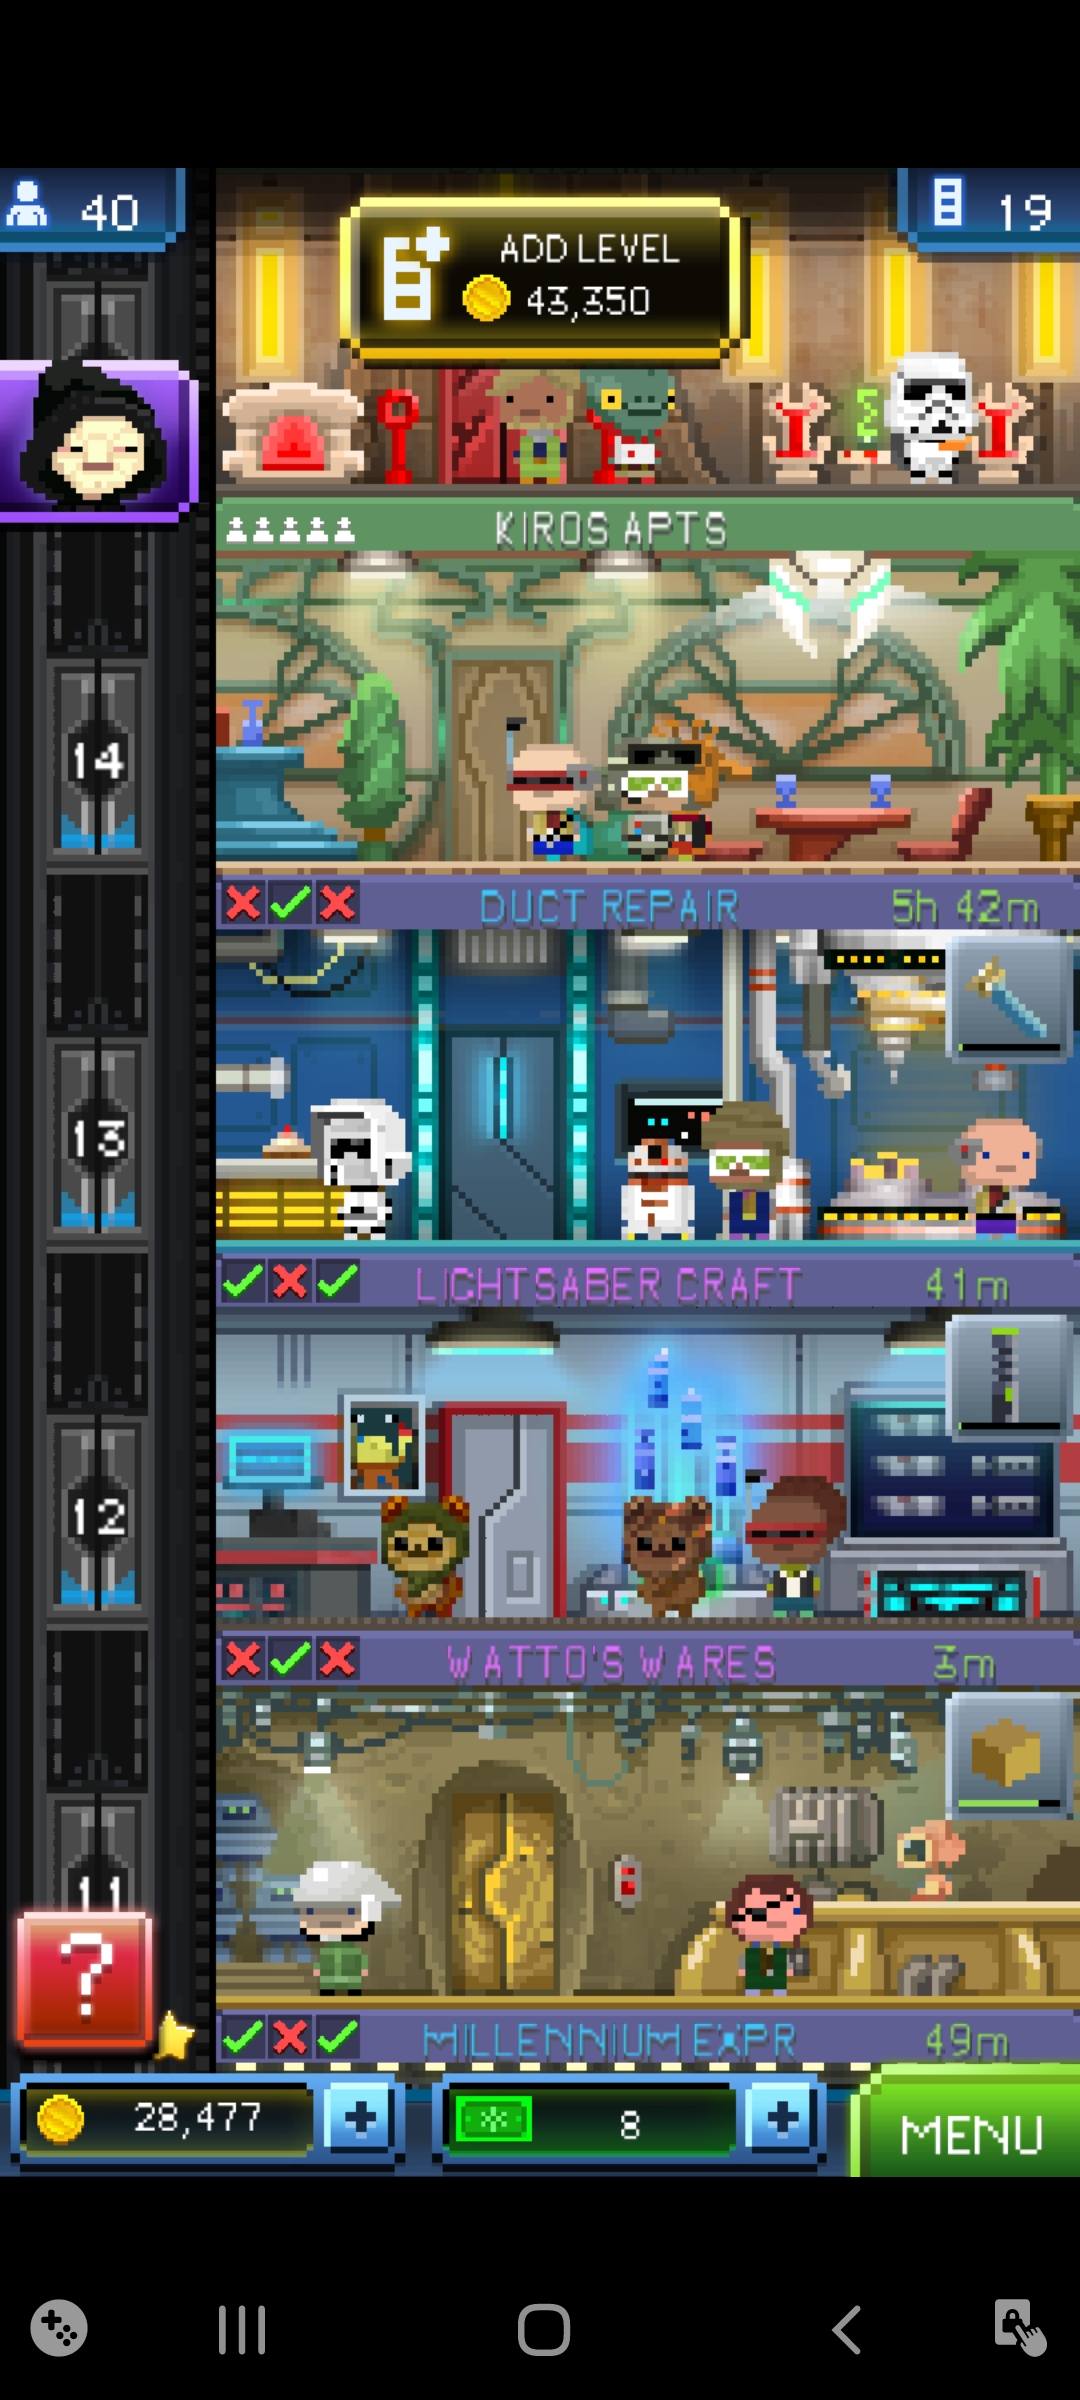 40
19
ADD LEVEL
43,350
KIROS APTS
14
DUCT REPAIR 5h 42m
13
LIGHTSABER CRAFT 41m
12
WATTO'S WARES 3m
11
?
MILLENNIUM EXPR 49m
28,477
+
8
+
MENU